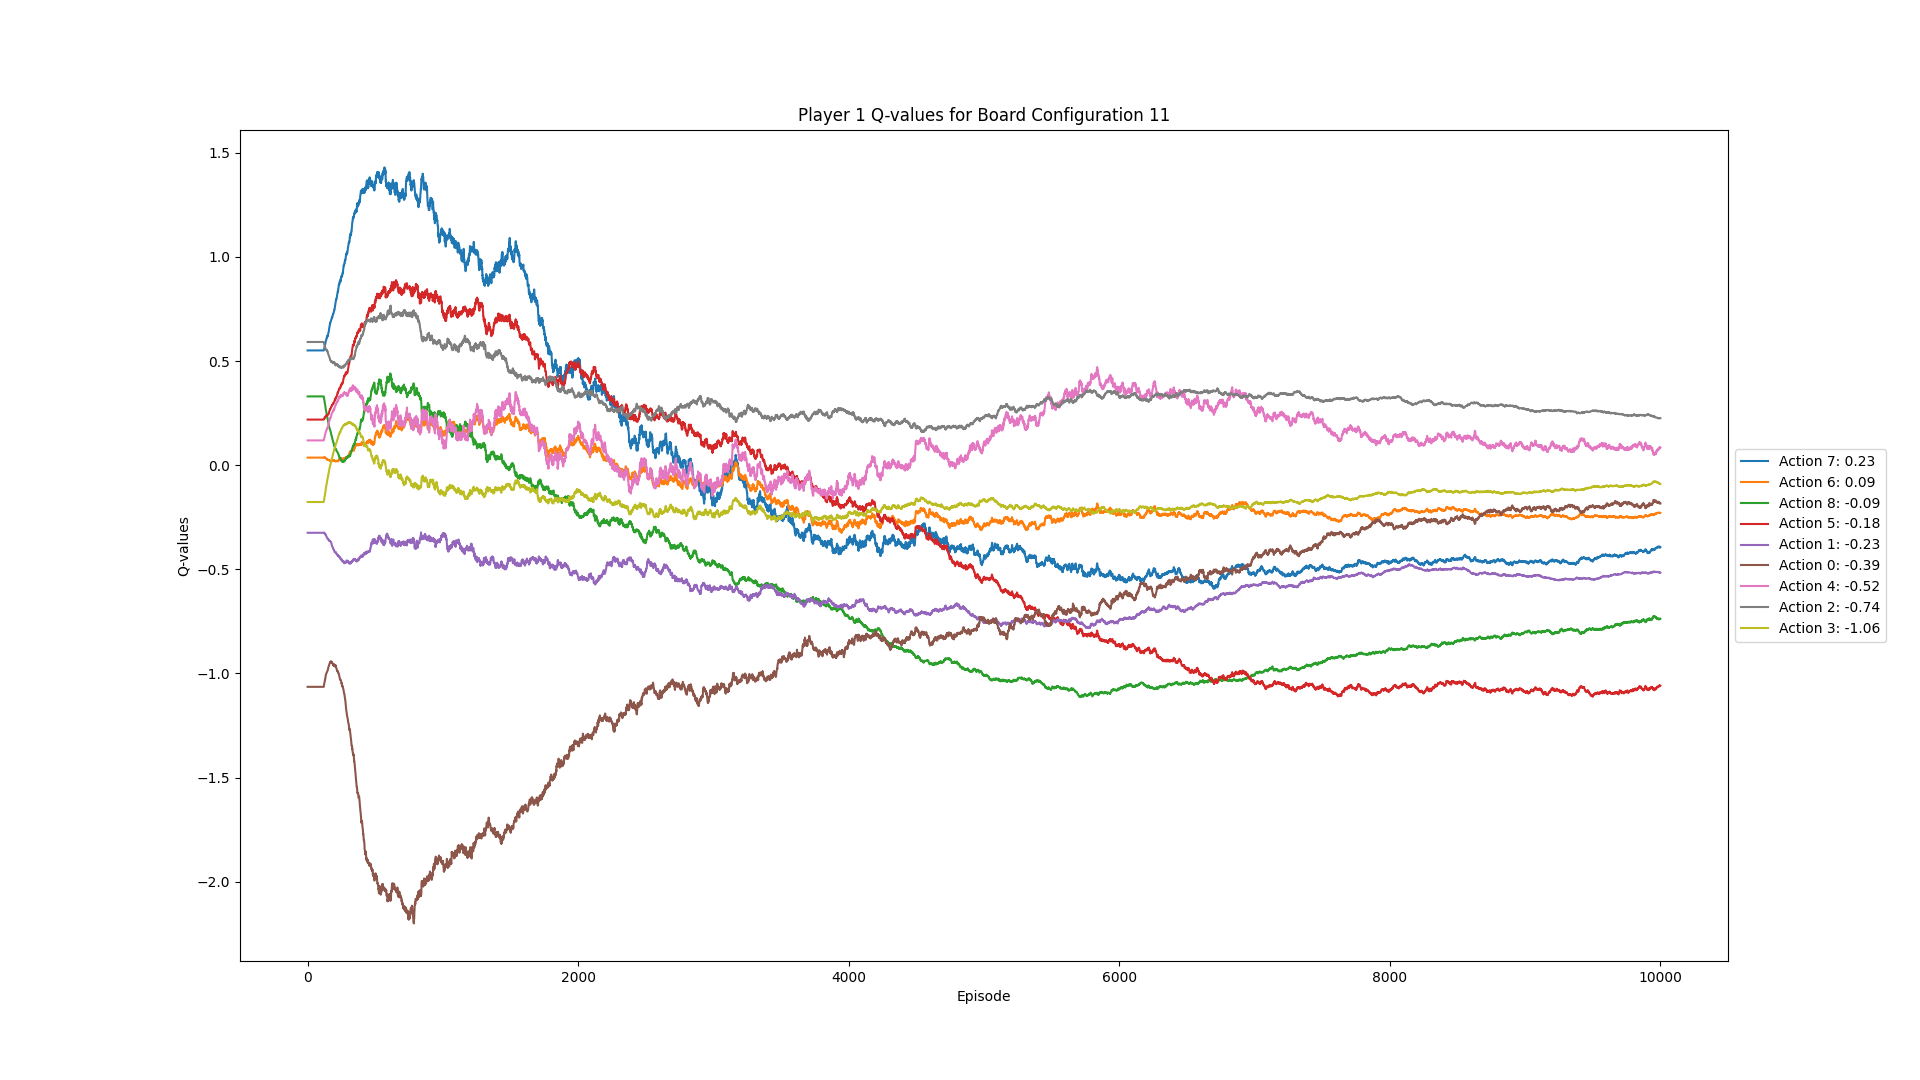 Player 1 Q-values for Board Configuration 11
1.5
1.0
0.5
0.0
−0.5
−1.0
−1.5
−2.0
Q-values
0
2000
4000
6000
8000
10000
Episode
Action 7: 0.23
Action 6: 0.09
Action 8: -0.09
Action 5: -0.18
Action 1: -0.23
Action 0: -0.39
Action 4: -0.52
Action 2: -0.74
Action 3: -1.06